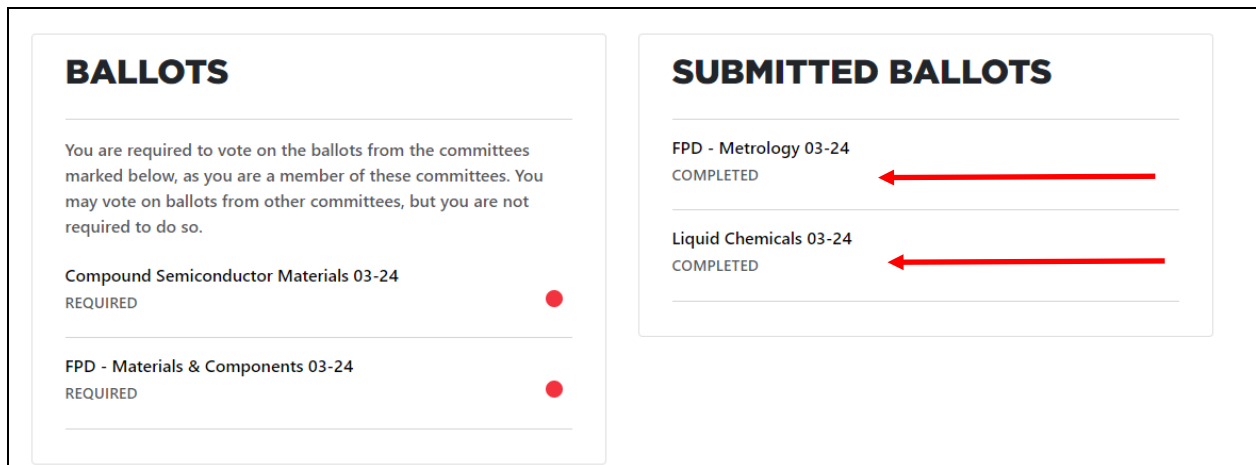 BALLOTS
You are required to vote on the ballots from the committees
marked below, as you are a member of these committees. You
may vote on ballots from other committees, but you are not
required to do so.
Compound Semiconductor Materials 03-24
REQUIRED
FPD - Materials & Components 03-24
REQUIRED
SUBMITTED BALLOTS
FPD - Metrology 03-24
COMPLETED
Liquid Chemicals 03-24
COMPLETED